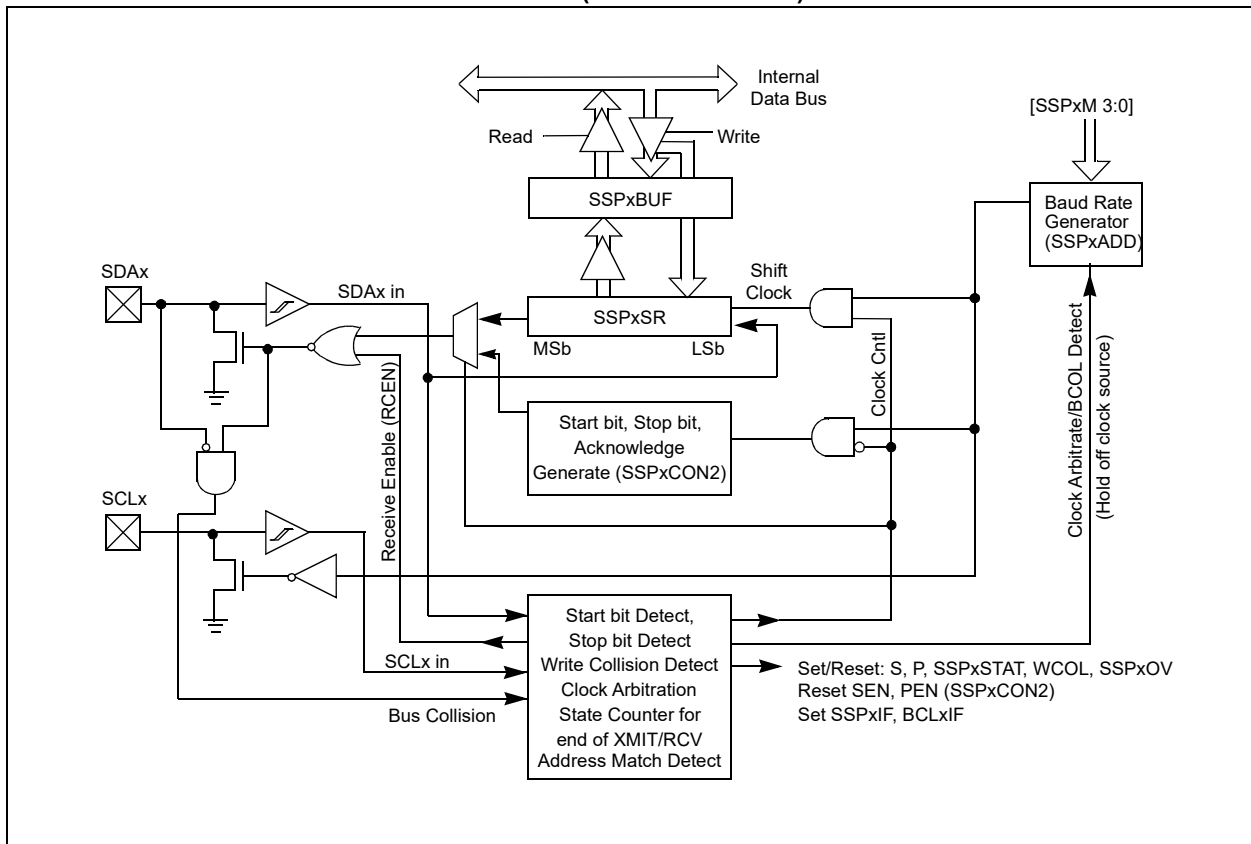 Internal
Data Bus
[SSPxM 3:0]
Read
Write
SSPxBUF
Baud Rate
Generator
(SSPxADD)
SDAx
SDAx in
Shift
Clock
SSPxSR
MSb
LSb
Clock Cntl
Receive Enable (RCEN)
Start bit, Stop bit,
Acknowledge
Generate (SSPxCON2)
Clock Arbitrate/BCOL Detect
(Hold off clock source)
SCLx
Start bit Detect,
Stop bit Detect
Write Collision Detect
Clock Arbitration
State Counter for
end of XMIT/RCV
Address Match Detect
SCLx in
Bus Collision
Set/Reset: S, P, SSPxSTAT, WCOL, SSPxOV
Reset SEN, PEN (SSPxCON2)
Set SSPxIF, BCLxIF